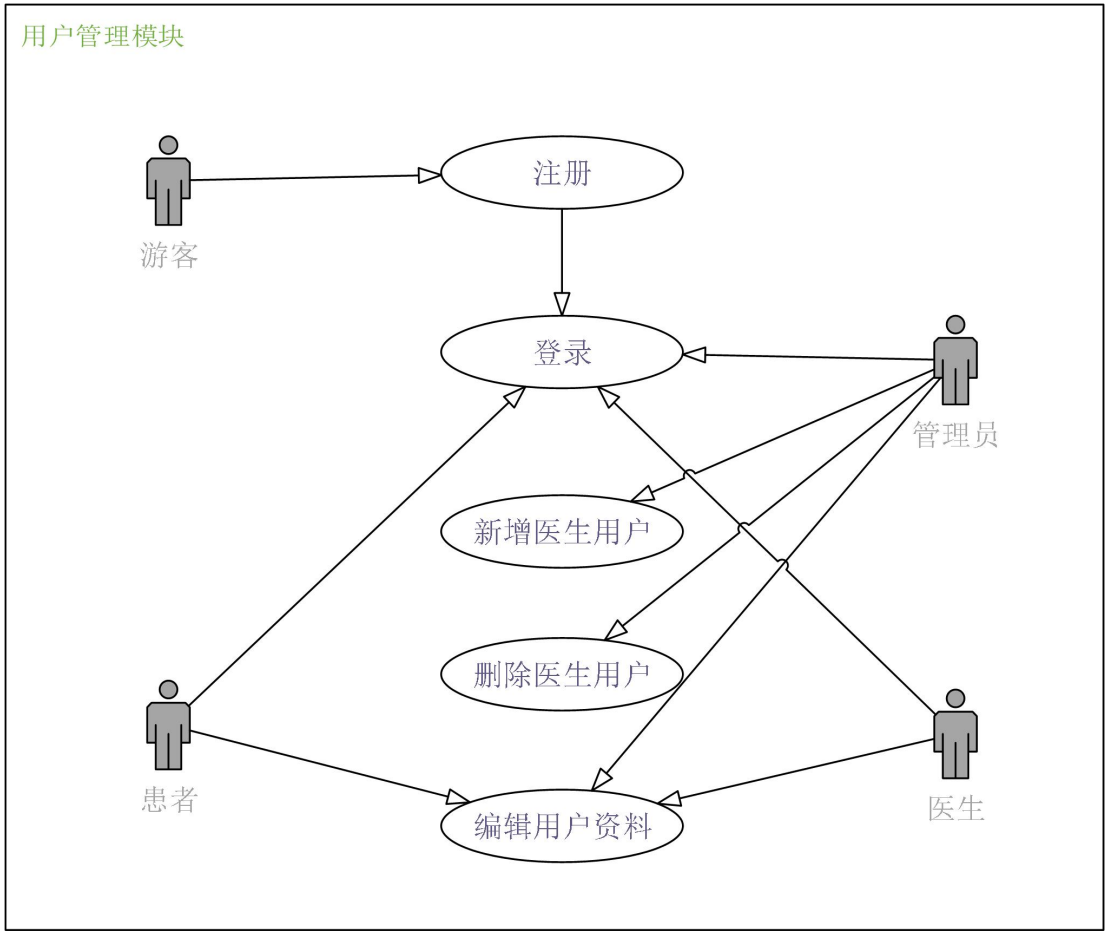 用户管理模块
注册
游客
登录
管理员
新增医生用户
删除医生用户
患者
医生
编辑用户资料